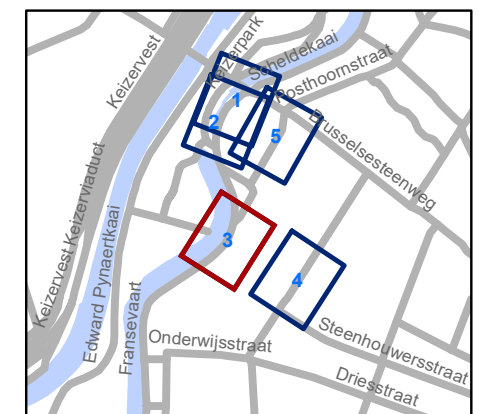 Keizervest
Keizerpark
Scheldekaai
Posthoornstraat
Brusselsesteenweg
1
2
5
3
4
Keizervest Keizerviaduct
Edward Pynaertkaai
Fransevaart
Onderwijsstraat
Steenhouwersstraat
Driesstraat